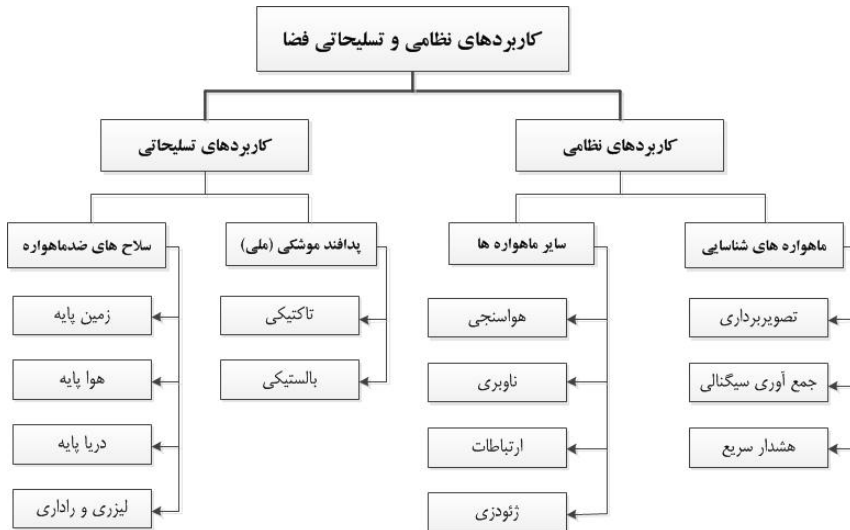 کاربردهای نظامی و تسلیحاتی فضا
کاربردهای نظامی
کاربردهای تسلیحاتی
ماهواره های شناسایی
سایر ماهواره ها
پدافند موشکی (ملی)
سلاح های ضدماهواره
تصویربرداری
هواسنجی
تاکتیکی
زمین پایه
جمع آوری سیگنالی
ناوبری
بالستیکی
هوا پایه
هشدار سریع
ارتباطات
دریا پایه
ژئودزی
لیزری و راداری